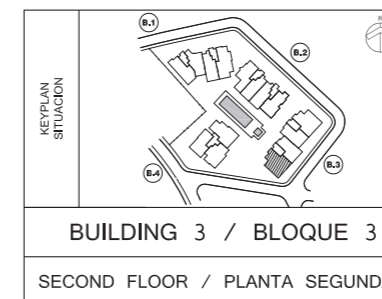 B.1
B.2
KEYPLAN
SITUACION
B.4
B.3
BUILDING 3 / BLOQUE 3
SECOND FLOOR / PLANTA SEGUND